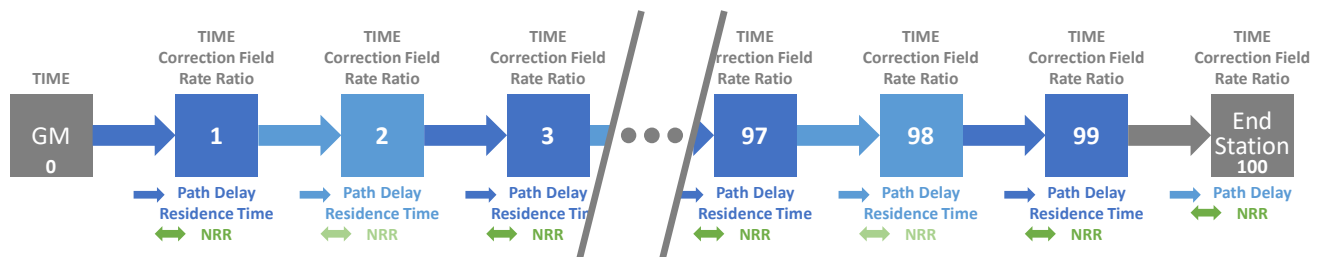 TIME
GM
0
TIME
Correction Field
Rate Ratio
1
Path Delay
Residence Time
NRR
TIME
Correction Field
Rate Ratio
2
Path Delay
Residence Time
NRR
TIME
Correction Field
Rate Ratio
3
Path Delay
Residence
NRR
TIME
Field
Rate Ratio
97
Path Delay
Residence Time
NRR
TIME
Correction Field
Rate Ratio
98
Path Delay
Residence Time
NRR
TIME
Correction Field
Rate Ratio
99
Path Delay
Residence Time
NRR
TIME
Correction Field
Rate Ratio
End
Station
100
Path Delay
NRR